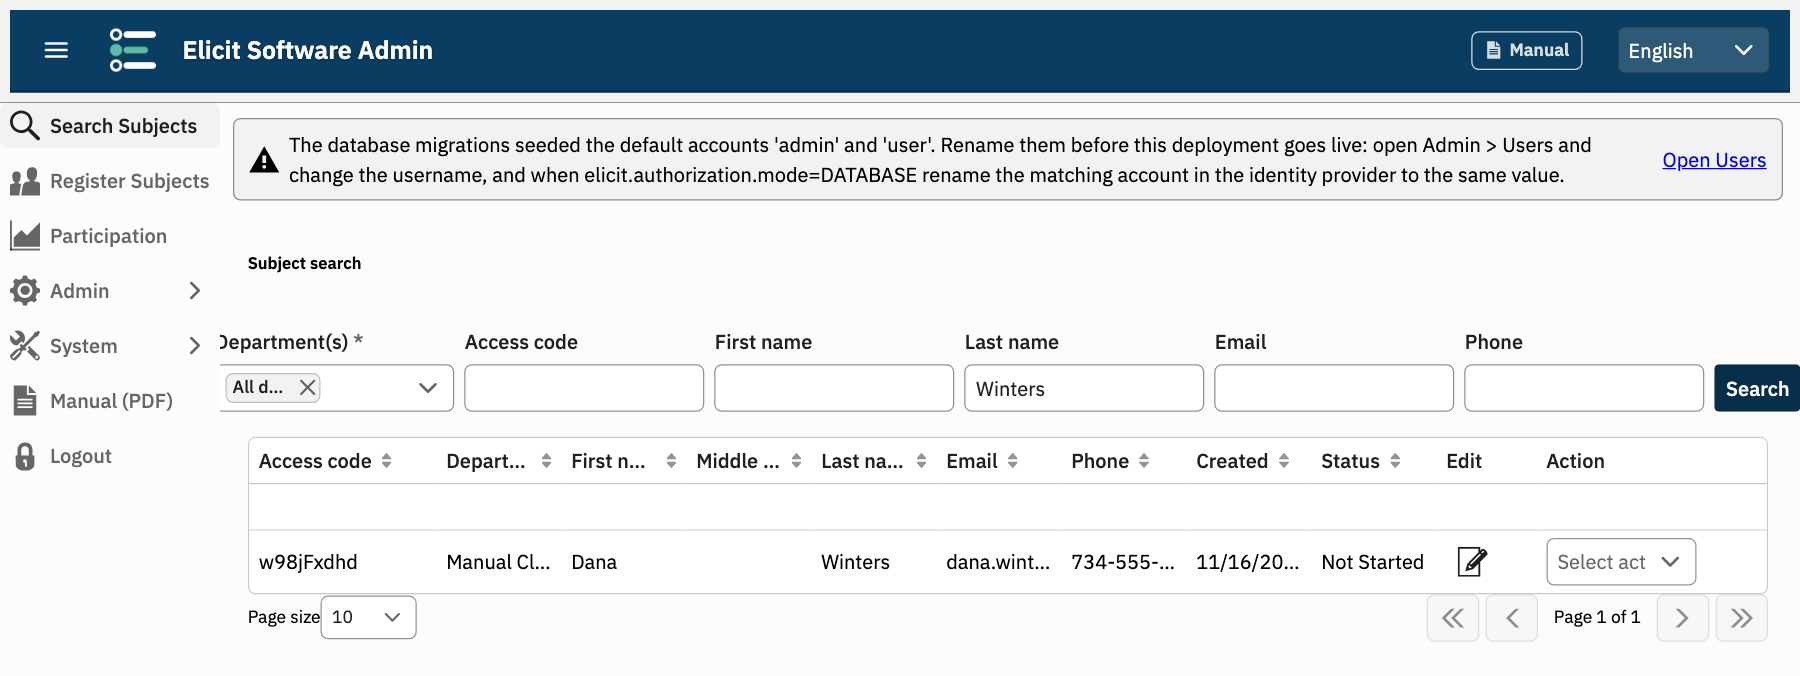 Elicit Software Admin
Manual
English
Search Subjects
Register Subjects
Participation
Admin
System
Manual (PDF)
Logout
The database migrations seeded the default accounts 'admin' and 'user'. Rename them before this deployment goes live: open Admin > Users and
change the username, and when elicit.authorization.mode=DATABASE rename the matching account in the identity provider to the same value.
Open Users
Subject search
Department(s) *
Access code
First name
Last name
Email
Phone
All d...
Winters
Search
Access code Depart... First n... Middle ... Last na... Email Phone Created Status Edit Action
w98jFxdhd Manual Cl... Dana Winters dana.wint... 734-555-... 11/16/20... Not Started Select act
Page size 10
Page 1 of 1